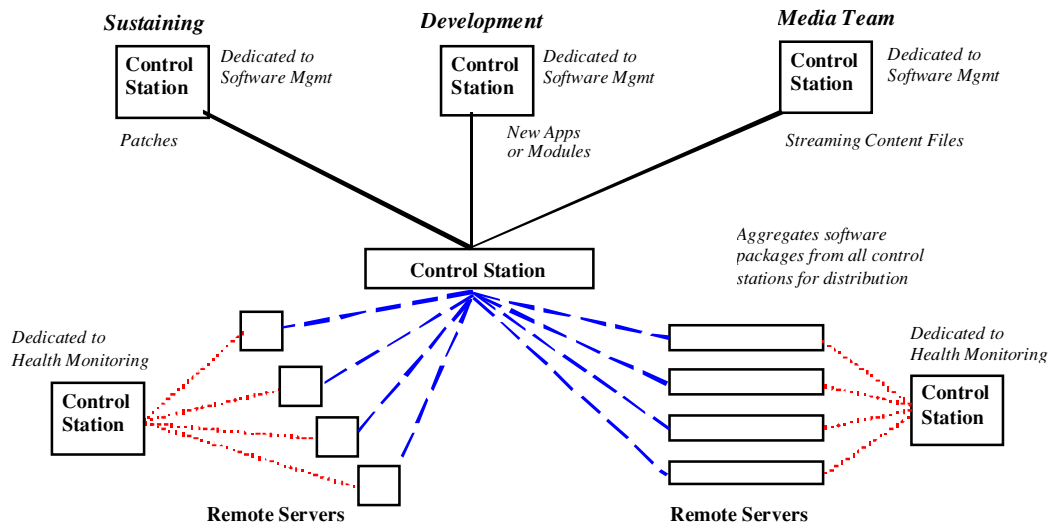 Sustaining
Control
Station
Dedicated to
Software Mgmt
Patches
Development
Control
Station
Dedicated to
Software Mgmt
New Apps
or Modules
Media Team
Control
Station
Dedicated to
Software Mgmt
Streaming Content Files
Control Station
Aggregates software
packages from all control
stations for distribution
Dedicated to
Health Monitoring
Control
Station
Remote Servers
Dedicated to
Health Monitoring
Control
Station
Remote Servers